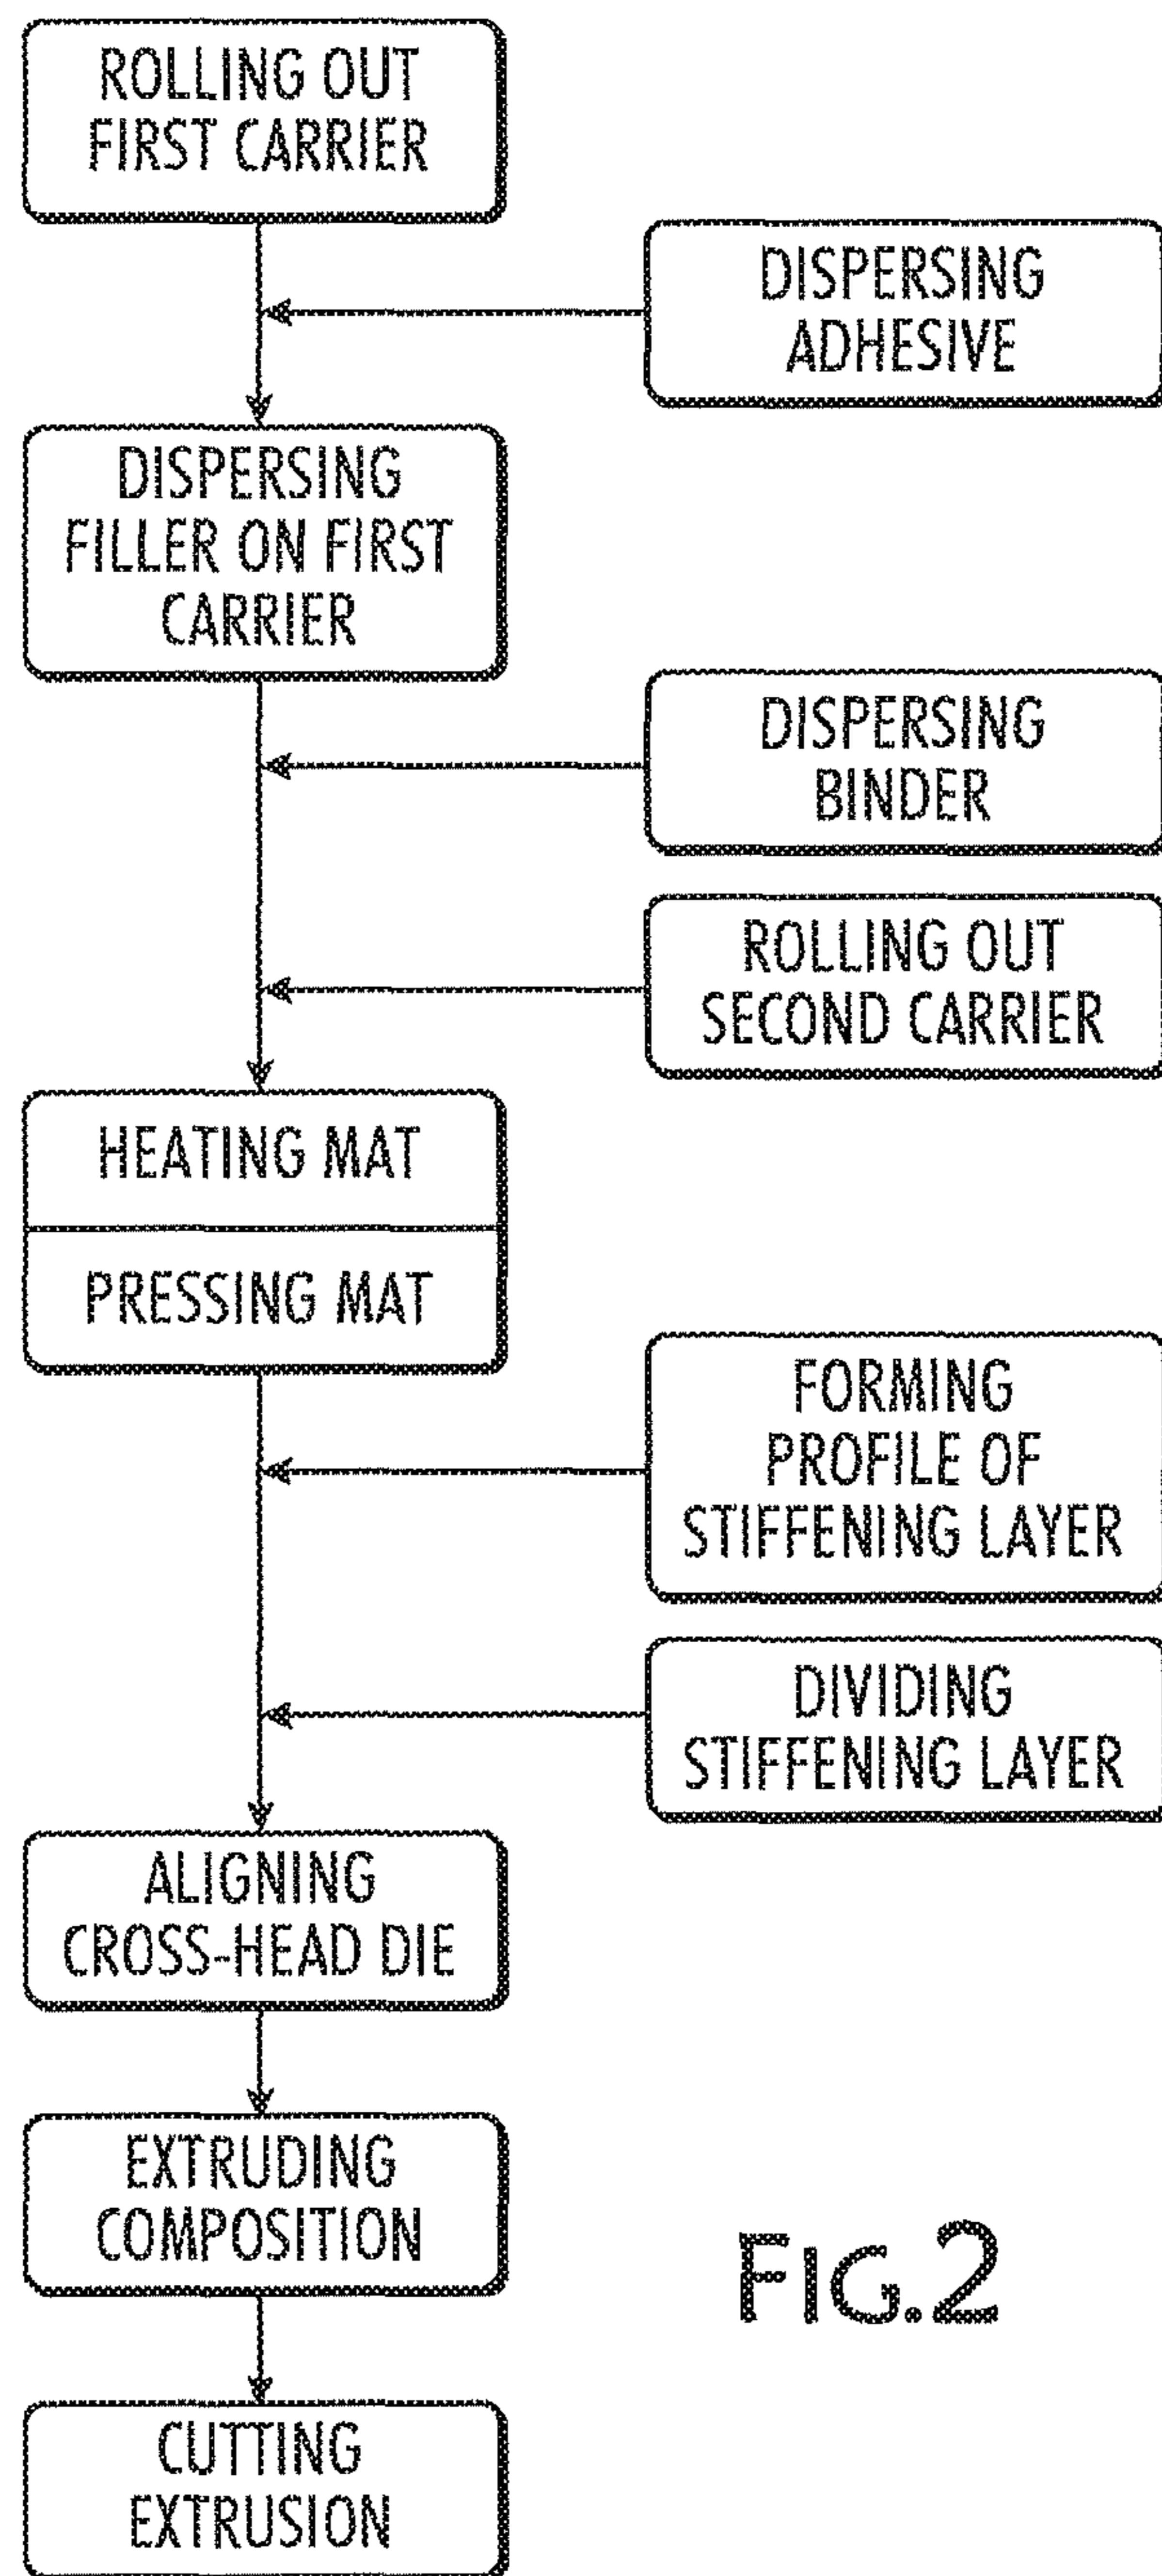 ROLLING OUT
FIRST CARRIER
DISPERSING
ADHESIVE
DISPERSING
FILLER ON FIRST
CARRIER
DISPERSING
BINDER
ROLLING OUT
SECOND CARRIER
HEATING MAT
PRESSING MAT
FORMING
PROFILE OF
STIFFENING LAYER
DIVIDING
STIFFENING LAYER
ALIGNING
CROSS-HEAD DIE
EXTRUDING
COMPOSITION
FIG.2
CUTTING
EXTRUSION